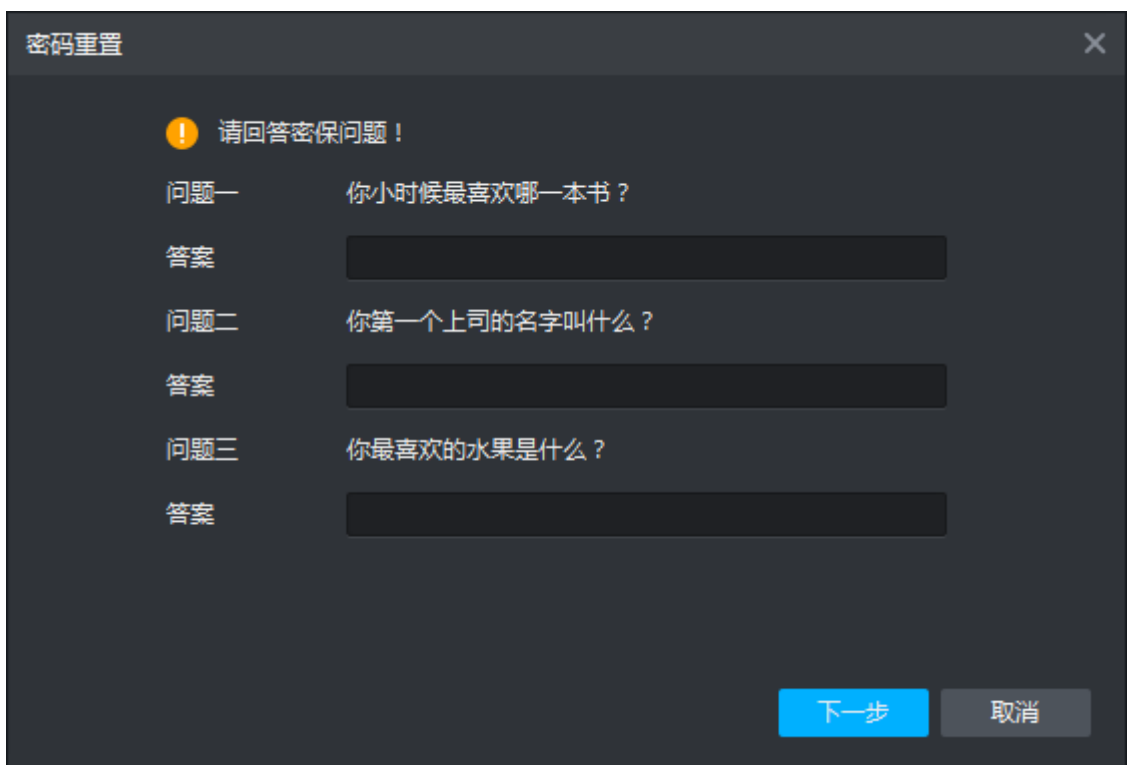 密码重置
请回答密保问题！
问题一 你小时候最喜欢哪一本书？
答案
问题二 你第一个上司的名字叫什么？
答案
问题三 你最喜欢的水果是什么？
答案
下一步 取消